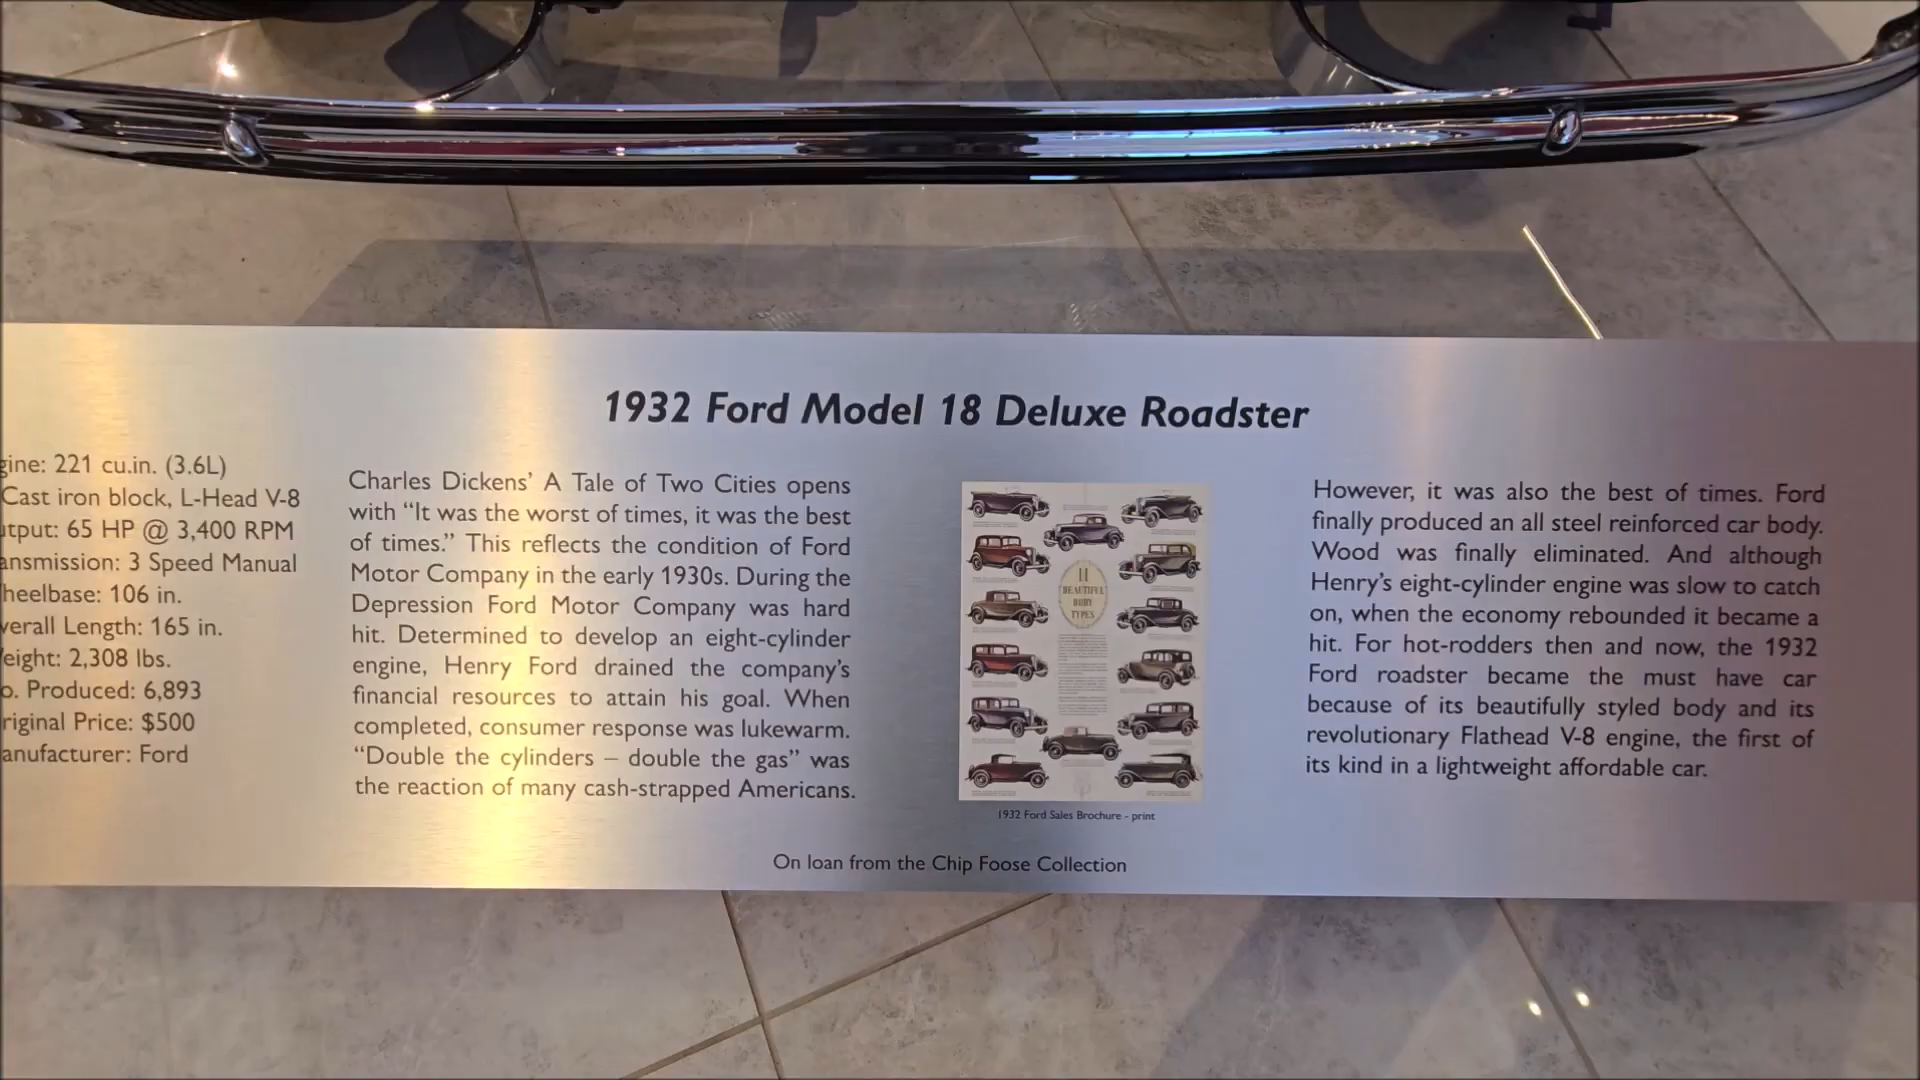 1932 Ford Model 18 Deluxe Roadster
gine: 221 cu.in. (3.6L)
Cast iron block, L-Head V-8
utput: 65 HP @ 3,400 RPM
ansmission: 3 Speed Manual
heelbase: 106 in.
verall Length: 165 in.
eight: 2,308 lbs.
o. Produced: 6,893
riginal Price: $500
anufacturer: Ford
Charles Dickens’ A Tale of Two Cities opens
with “It was the worst of times, it was the best
of times.” This reflects the condition of Ford
Motor Company in the early 1930s. During the
Depression Ford Motor Company was hard
hit. Determined to develop an eight-cylinder
engine, Henry Ford drained the company’s
financial resources to attain his goal. When
completed, consumer response was lukewarm.
“Double the cylinders – double the gas” was
the reaction of many cash-strapped Americans.
11
BEAUTIFUL
BODY
TYPES
1932 Ford Sales Brochure - print
However, it was also the best of times. Ford
finally produced an all steel reinforced car body.
Wood was finally eliminated. And although
Henry’s eight-cylinder engine was slow to catch
on, when the economy rebounded it became a
hit. For hot-rodders then and now, the 1932
Ford roadster became the must have car
because of its beautifully styled body and its
revolutionary Flathead V-8 engine, the first of
its kind in a lightweight affordable car.
On loan from the Chip Foose Collection